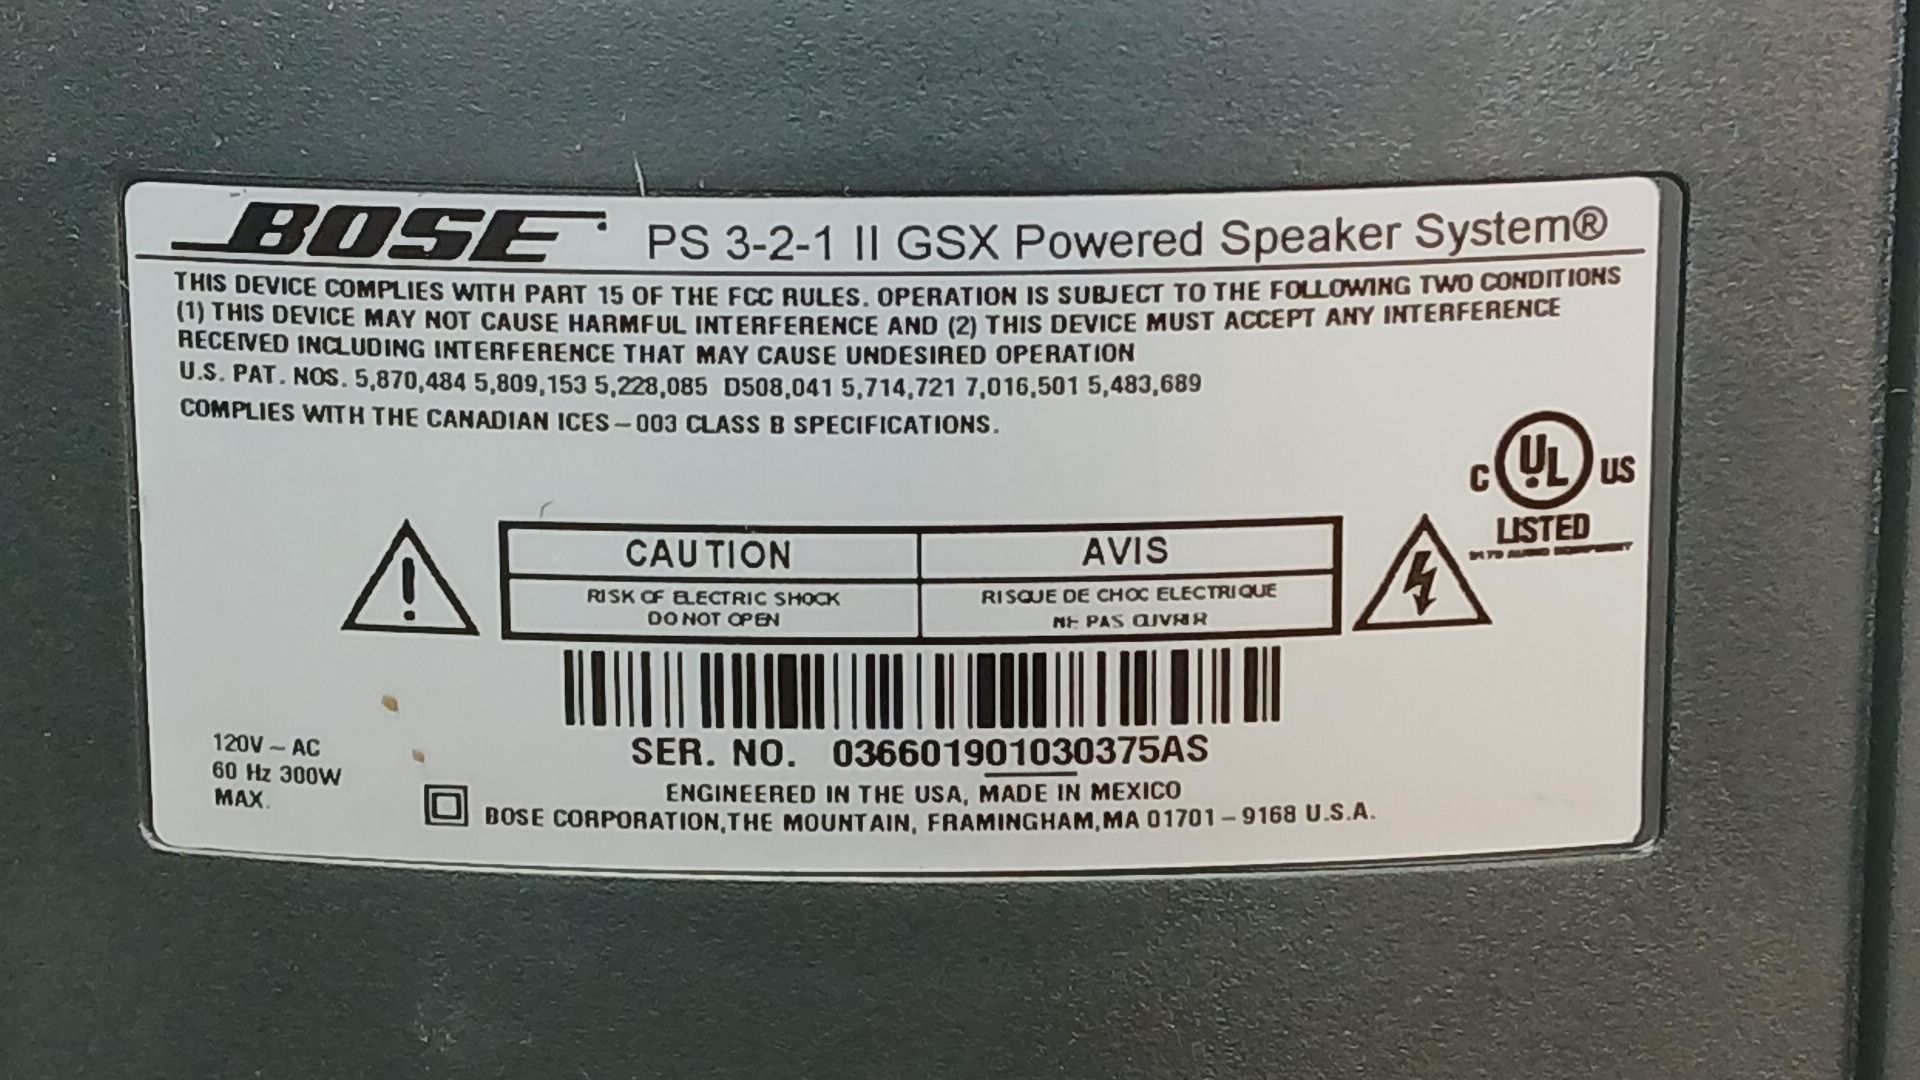 BOSE PS 3-2-1 II GSX Powered Speaker System®
THIS DEVICE COMPLIES WITH PART 15 OF THE FCC RULES. OPERATION IS SUBJECT TO THE FOLLOWING TWO CONDITIONS
(1) THIS DEVICE MAY NOT CAUSE HARMFUL INTERFERENCE AND (2) THIS DEVICE MUST ACCEPT ANY INTERFERENCE
RECEIVED INCLUDING INTERFERENCE THAT MAY CAUSE UNDESIRED OPERATION
U.S. PAT. NOS. 5,870,484 5,809,153 5,228,085 D508,041 5,714,721 7,016,501 5,483,689
COMPLIES WITH THE CANADIAN ICES-003 CLASS B SPECIFICATIONS.
C UL US
LISTED
AUDIO EQUIPMENT
CAUTION
RISK OF ELECTRIC SHOCK
DO NOT OPEN
AVIS
RISQUE DE CHOC ELECTRIQUE
NE PAS OUVRIR
SER. NO. 036601901030375AS
120V ~ AC
60 Hz 300W
MAX.
ENGINEERED IN THE USA, MADE IN MEXICO
BOSE CORPORATION,THE MOUNTAIN, FRAMINGHAM,MA 01701-9168 U.S.A.